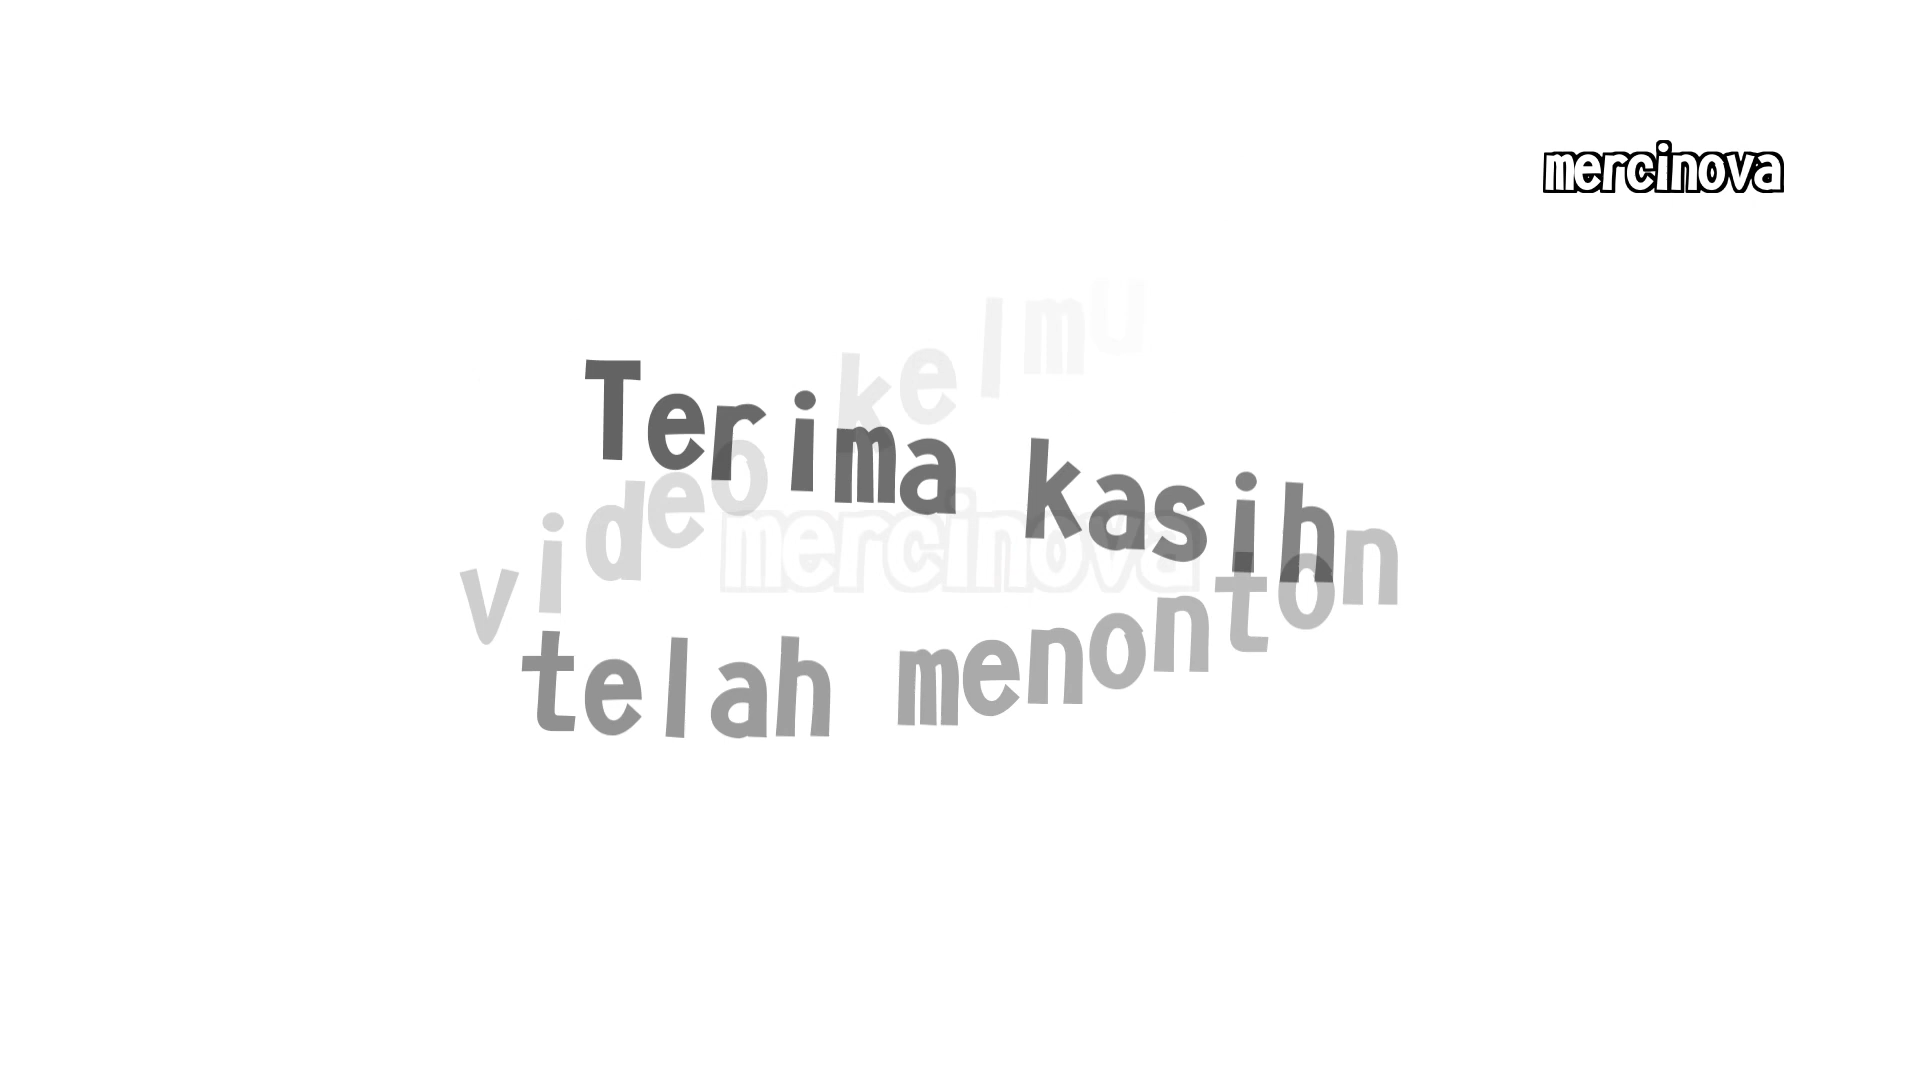 mercinova
Terima kasih
telah menonton
video kelmu
mercinova